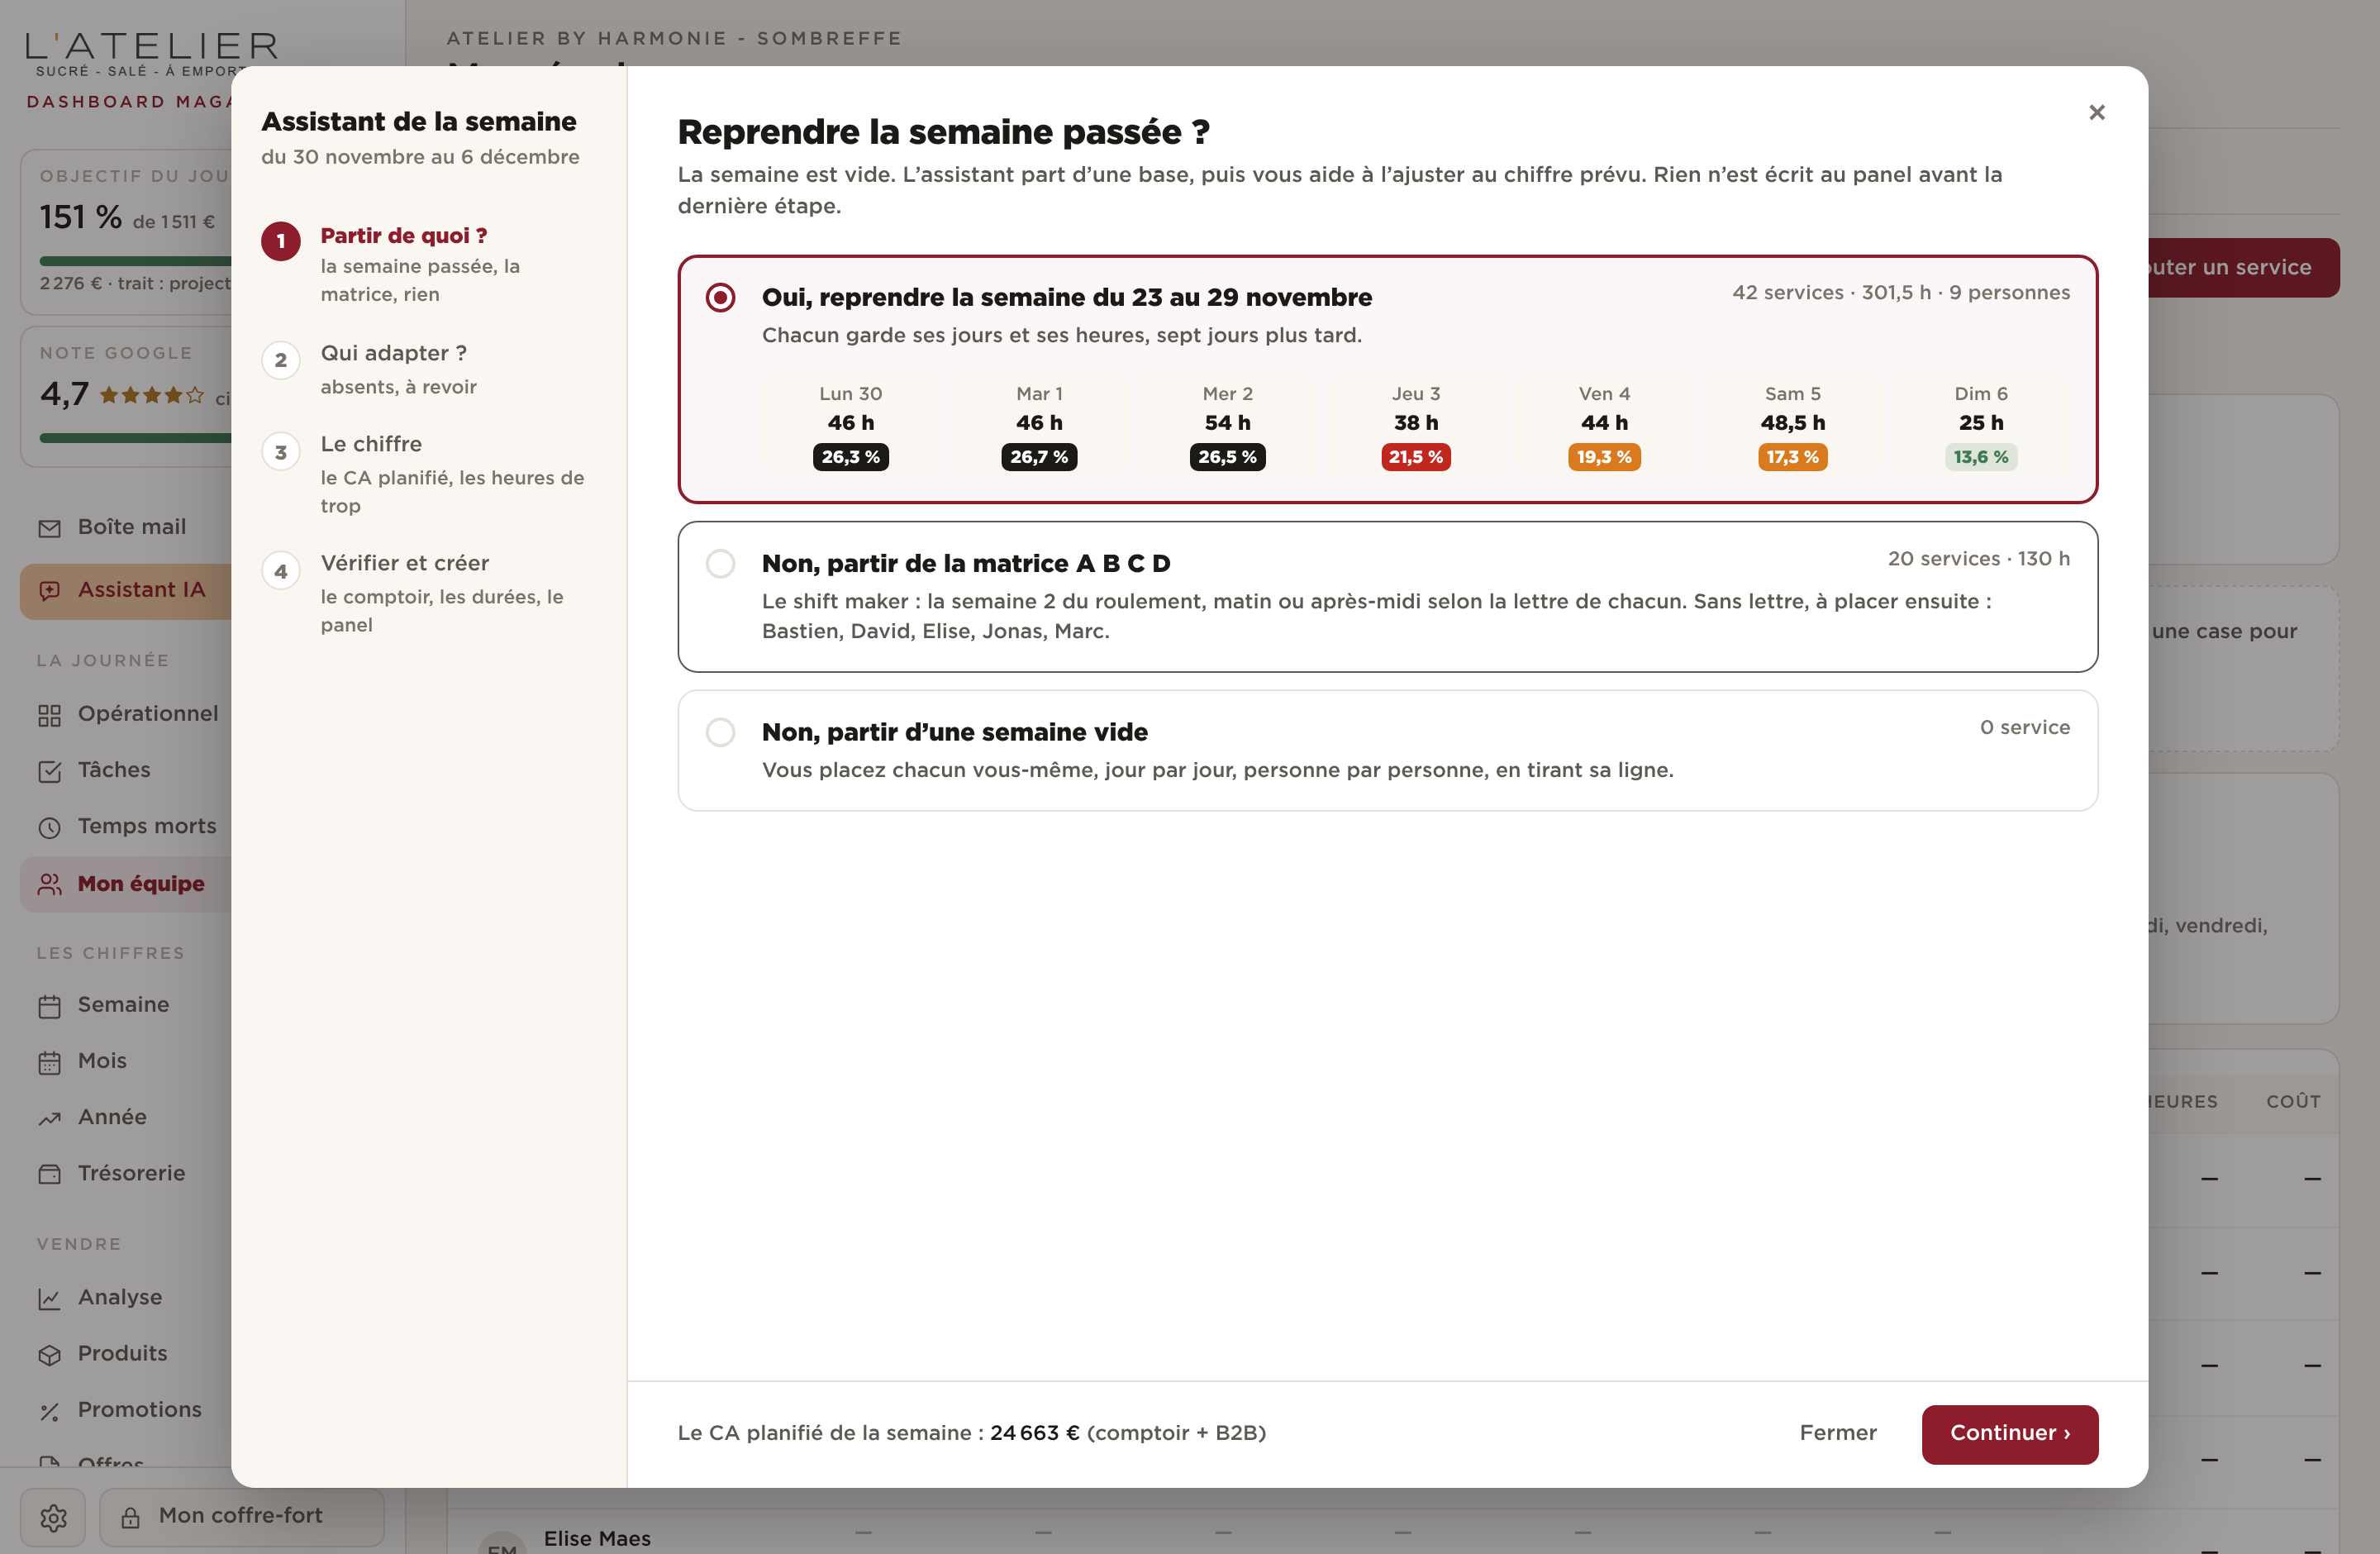 L'ATELIER
SUCRÉ - SALÉ - Á
DASHBOARD
ATELIER BY HARMONIE - SOMBREFFE
OBJECTIF DU
151 % de 1 511 €
2 276 € · trait :
NOTE GOOGLE
4,7
Boîte mail
Assistant IA
LA JOURNÉE
Opérationnel
Tâches
Temps morts
Mon équipe
LES CHIFFRES
Semaine
Mois
Année
Trésorerie
VENDRE
Analyse
Produits
Promotions
Offres
Mon coffre-fort
Assistant de la semaine
du 30 novembre au 6 décembre
1 Partir de quoi ?
la semaine passée, la
matrice, rien
2 Qui adapter ?
absents, à revoir
3 Le chiffre
le CA planifié, les heures de
trop
4 Vérifier et créer
le comptoir, les durées, le
panel
×
Reprendre la semaine passée ?
La semaine est vide. L’assistant part d’une base, puis vous aide à l’ajuster au chiffre prévu. Rien n’est écrit au panel avant la
dernière étape.
Oui, reprendre la semaine du 23 au 29 novembre 42 services · 301,5 h · 9 personnes
Chacun garde ses jours et ses heures, sept jours plus tard.
Lun 30 Mar 1 Mer 2 Jeu 3 Ven 4 Sam 5 Dim 6
46 h 46 h 54 h 38 h 44 h 48,5 h 25 h
26,3 % 26,7 % 26,5 % 21,5 % 19,3 % 17,3 % 13,6 %
Non, partir de la matrice A B C D 20 services · 130 h
Le shift maker : la semaine 2 du roulement, matin ou après-midi selon la lettre de chacun. Sans lettre, à placer ensuite :
Bastien, David, Elise, Jonas, Marc.
Non, partir d’une semaine vide 0 service
Vous placez chacun vous-même, jour par jour, personne par personne, en tirant sa ligne.
Le CA planifié de la semaine : 24 663 € (comptoir + B2B) Fermer Continuer ›
un service
une case pour
vendredi,
COÛT
— —
— —
— —
— —
Elise Maes — — — — — — — — —